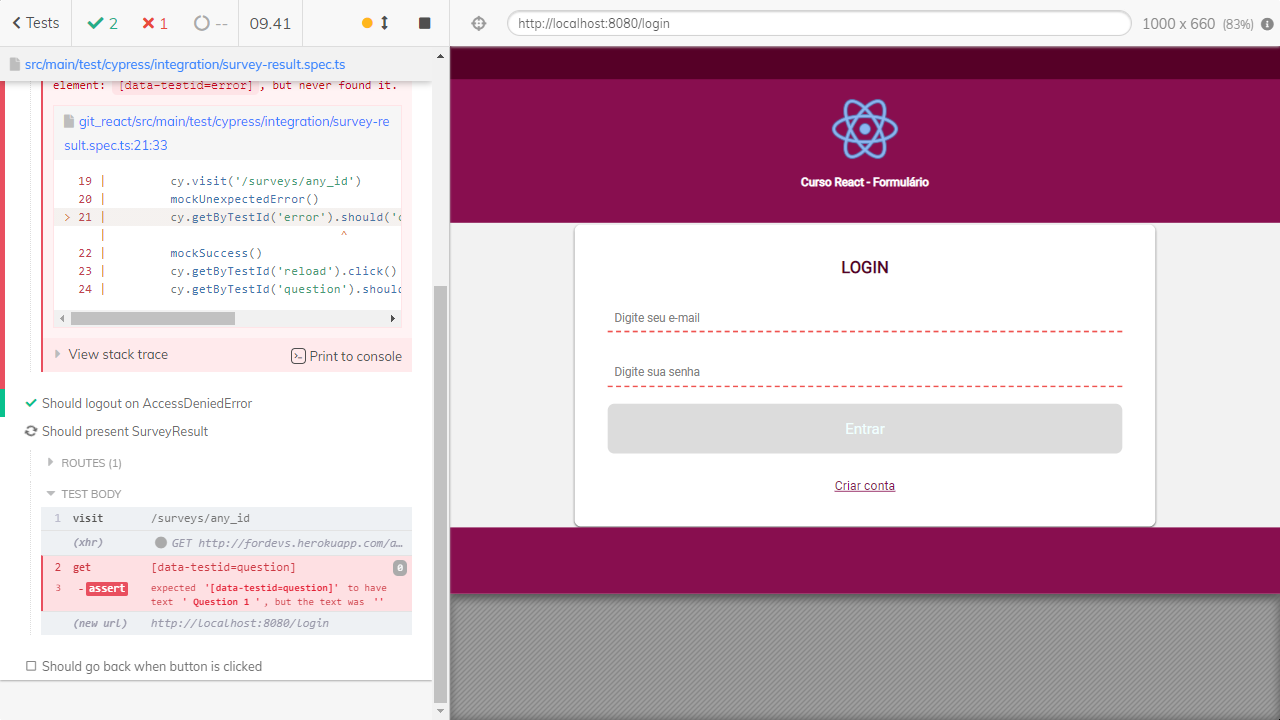 Tests
2
1
--
09.41
http://localhost:8080/login
1000 x 660 (83%)
src/main/test/cypress/integration/survey-result.spec.ts
element: [data-testid=error], but never found it.
git_react/src/main/test/cypress/integration/survey-re
sult.spec.ts:21:33
19 | cy.visit('/surveys/any_id')
20 | mockUnexpectedError()
> 21 | cy.getByTestId('error').should('c
| ^
22 | mockSuccess()
23 | cy.getByTestId('reload').click()
24 | cy.getByTestId('question').should
View stack trace
Print to console
Should logout on AccessDeniedError
Should present SurveyResult
ROUTES (1)
TEST BODY
1 visit /surveys/any_id
(xhr) GET http://fordevs.herokuapp.com/a…
2 get [data-testid=question] 0
3 - assert expected '[data-testid=question]' to have
text ' Question 1 ', but the text was ''
(new url) http://localhost:8080/login
Should go back when button is clicked
Curso React - Formulário
LOGIN
Digite seu e-mail
Digite sua senha
Entrar
Criar conta